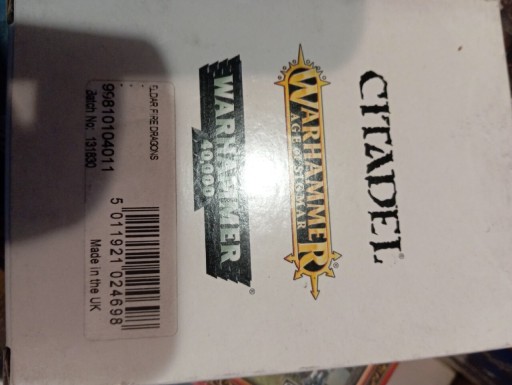 CITADEL
WARHAMMER
AGE OF SIGMAR
WARHAMMER
40,000
ELDAR FIRE DRAGONS
99810104011
Batch No: 131830
5 011921 024698
Made in the UK